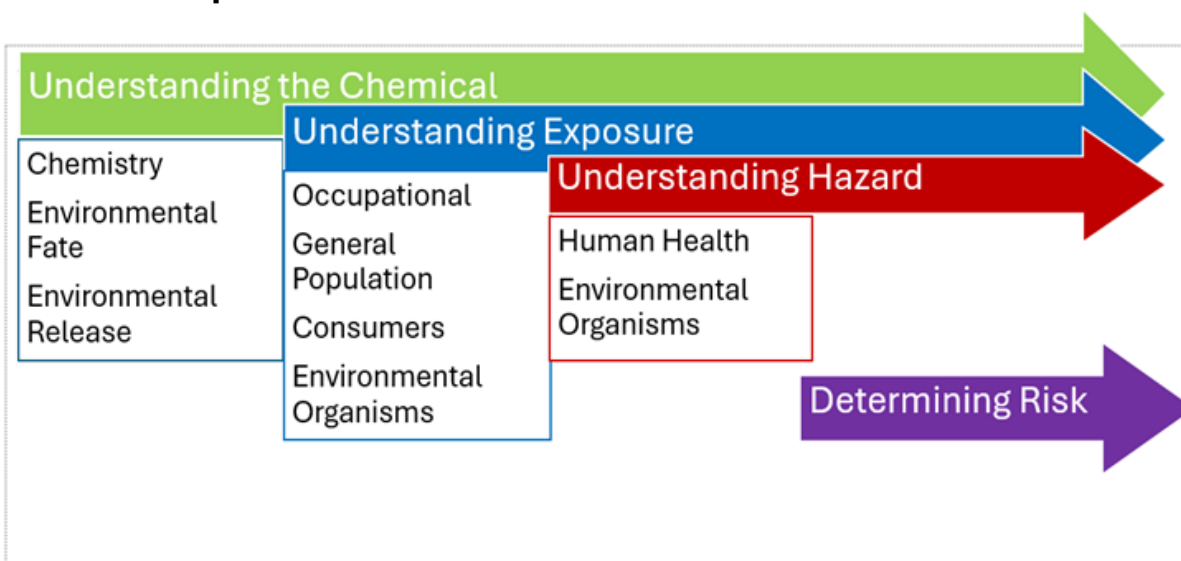 Understanding the Chemical
Chemistry
Environmental
Fate
Environmental
Release
Understanding Exposure
Occupational
General
Population
Consumers
Environmental
Organisms
Understanding Hazard
Human Health
Environmental
Organisms
Determining Risk